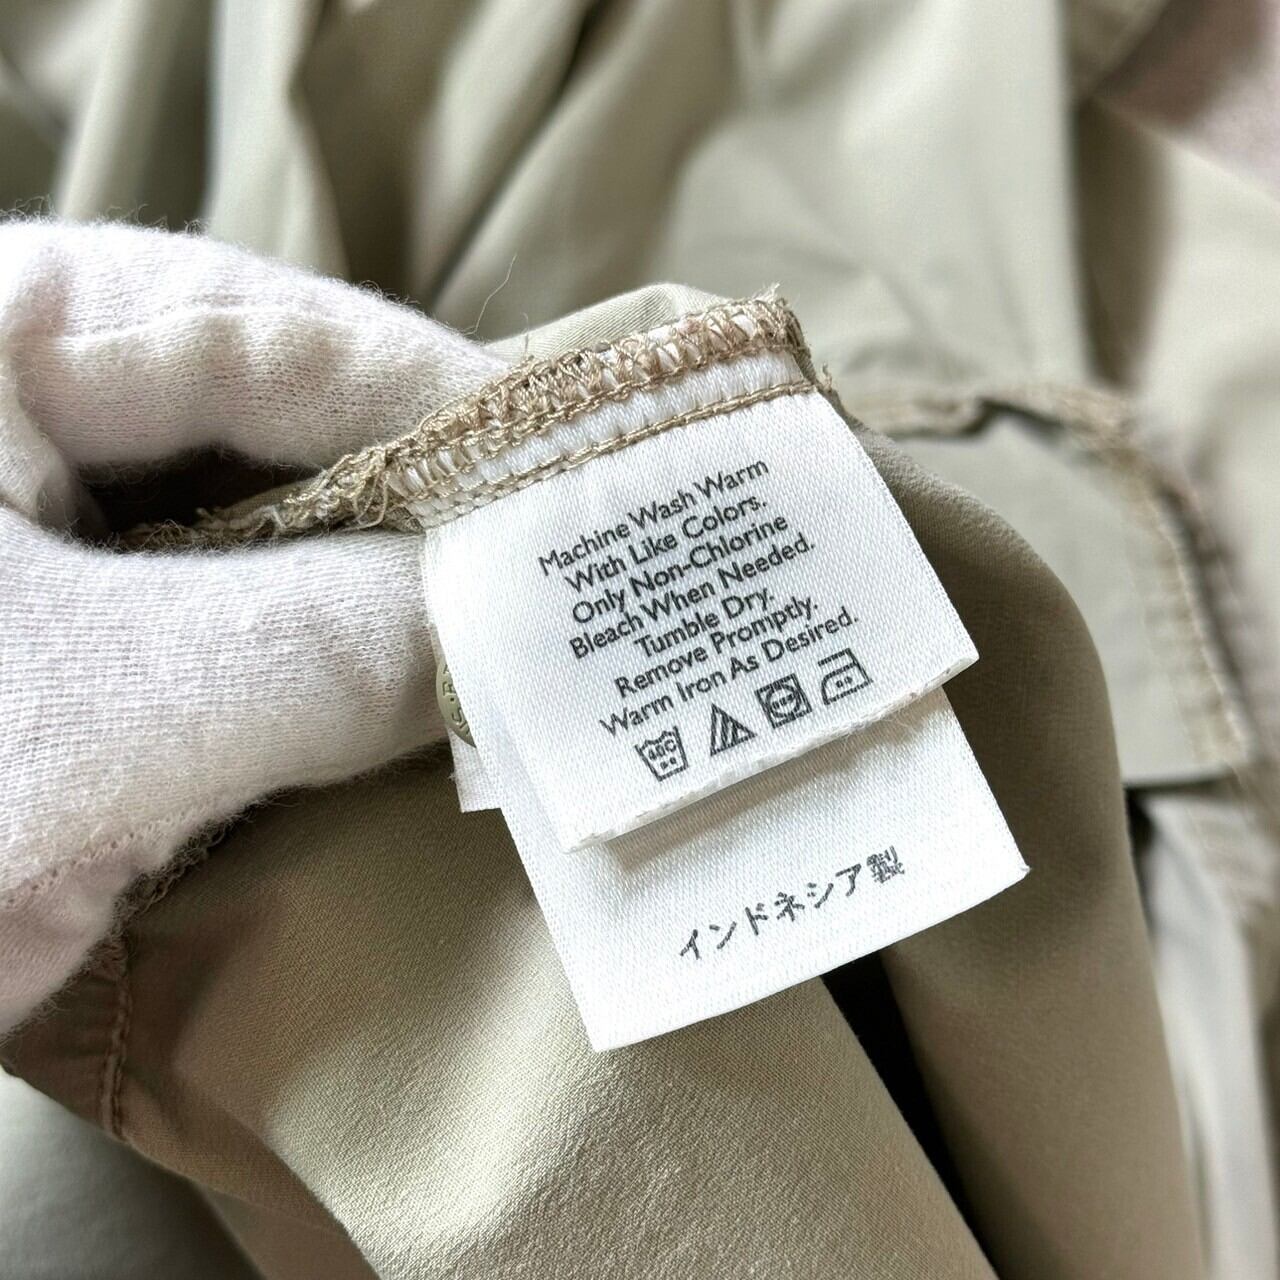 Machine Wash Warm
With Like Colors.
Only Non-Chlorine
Bleach When Needed.
Tumble Dry.
Remove Promptly.
Warm Iron As Desired.
40C
インドネシア製